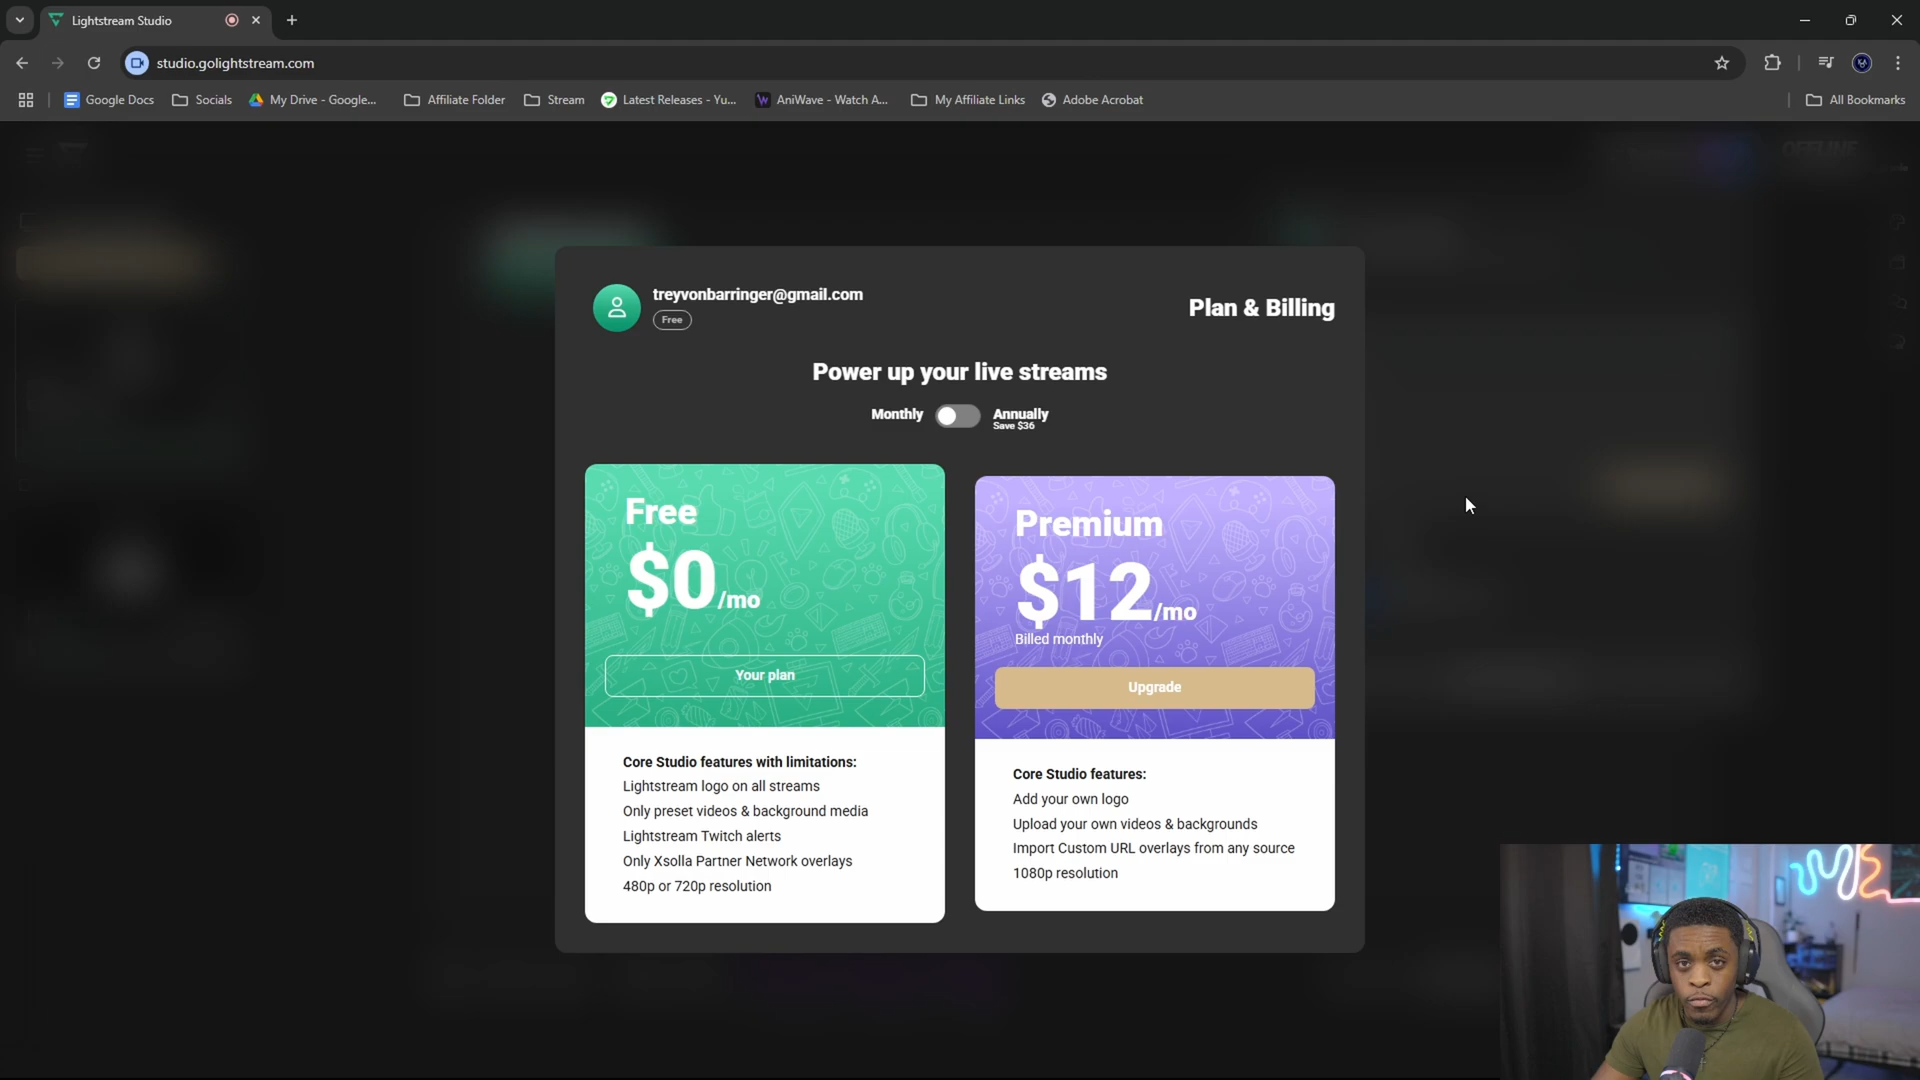 Lightstream Studio
studio.golightstream.com
Google Docs
Socials
My Drive - Google...
Affiliate Folder
Stream
Latest Releases - Yu...
AniWave - Watch A...
My Affiliate Links
Adobe Acrobat
All Bookmarks
OFFLINE
treyvonbarringer@gmail.com
Free
Plan & Billing
Power up your live streams
Monthly
Annually
Save $36
Free
$0/mo
Your plan
Core Studio features with limitations:
Lightstream logo on all streams
Only preset videos & background media
Lightstream Twitch alerts
Only Xsolla Partner Network overlays
480p or 720p resolution
Premium
$12/mo
Billed monthly
Upgrade
Core Studio features:
Add your own logo
Upload your own videos & backgrounds
Import Custom URL overlays from any source
1080p resolution